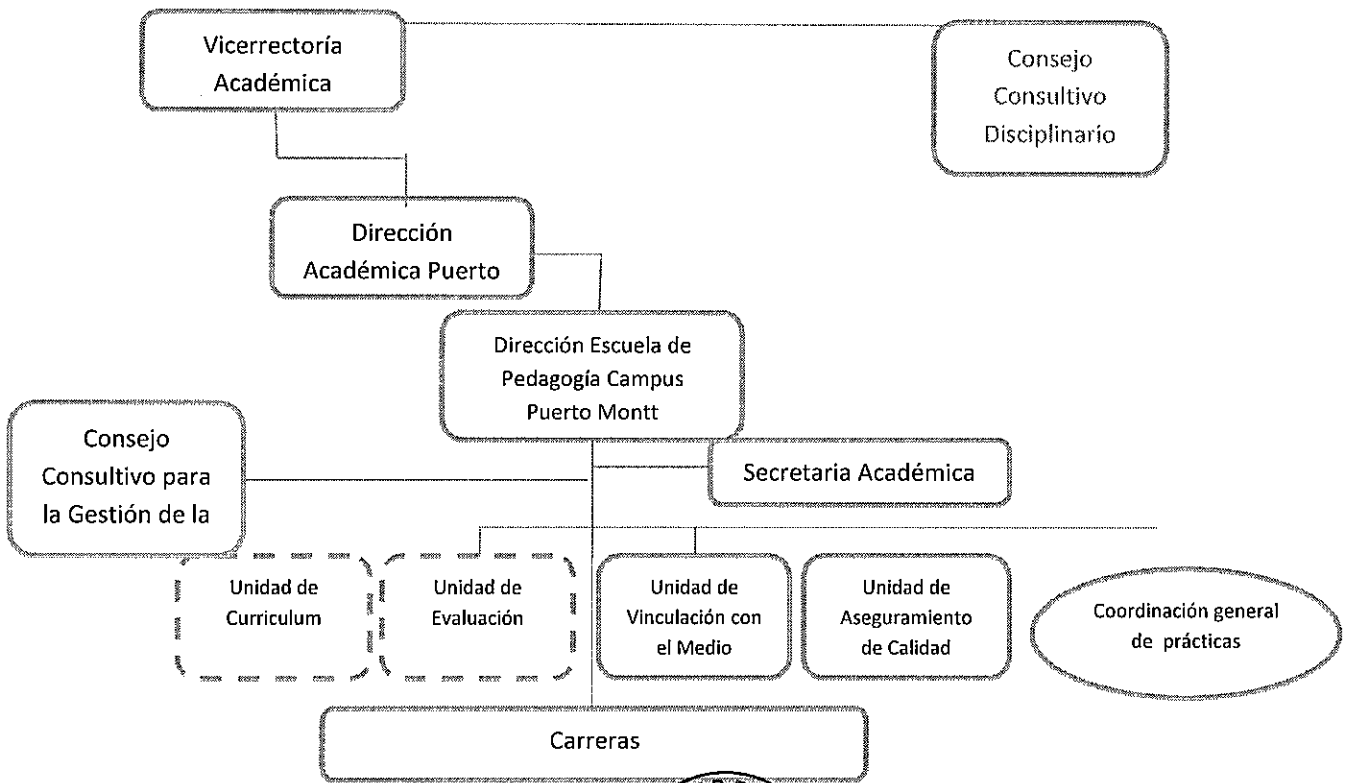 Vicerrectoría
Académica
Consejo
Consultivo
Disciplinario
Dirección
Académica Puerto
Dirección Escuela de
Pedagogía Campus
Puerto Montt
Consejo
Consultivo para
la Gestión de la
Secretaria Académica
Unidad de
Curriculum
Unidad de
Evaluación
Unidad de
Vinculación con
el Medio
Unidad de
Aseguramiento
de Calidad
Coordinación general
de prácticas
Carreras